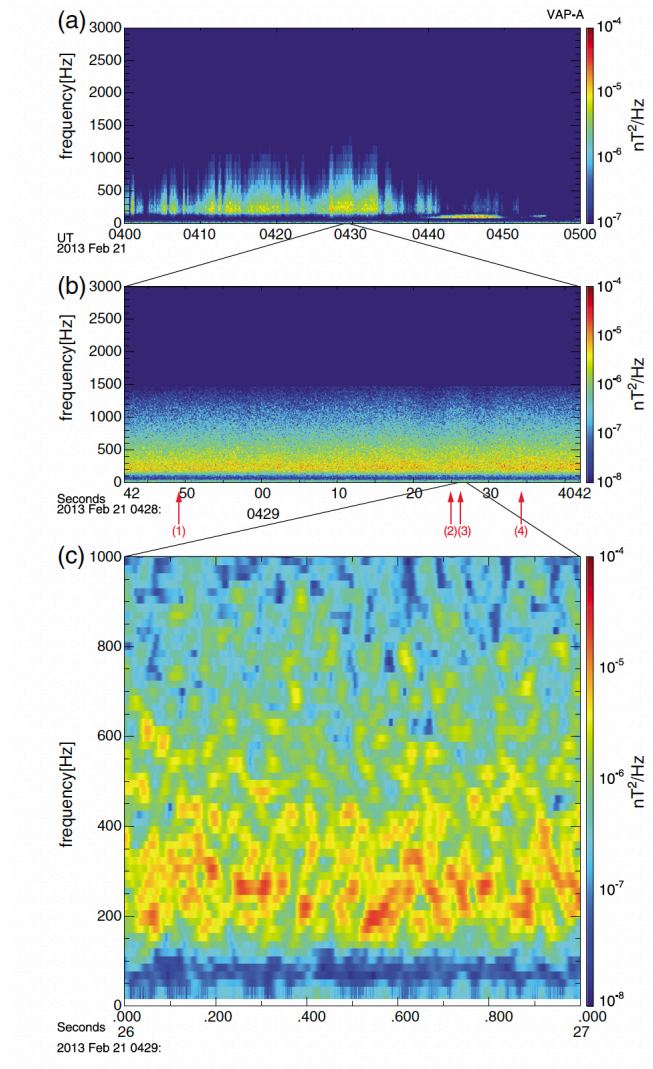 (a)
VAP-A
frequency[Hz]
3000
2500
2000
1500
1000
500
0
10^-4
10^-5
10^-6
10^-7
nT^2/Hz
0400 0410 0420 0430 0440 0450 0500
UT
2013 Feb 21
(b)
frequency[Hz]
3000
2500
2000
1500
1000
500
0
10^-4
10^-5
10^-6
10^-7
10^-8
nT^2/Hz
42 50 00 10 20 30 4042
Seconds
2013 Feb 21 0428:
0429
(1) (2)(3) (4)
(c)
frequency[Hz]
1000
800
600
400
200
0
10^-4
10^-5
10^-6
10^-7
10^-8
nT^2/Hz
.000 .200 .400 .600 .800 .000
Seconds
26 27
2013 Feb 21 0429: